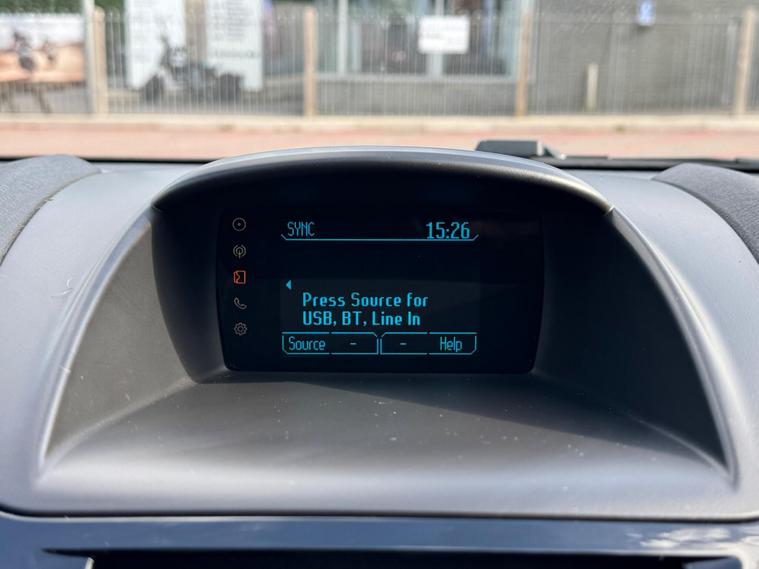 SYNC 15:26
Press Source for
USB, BT, Line In
Source - - Help